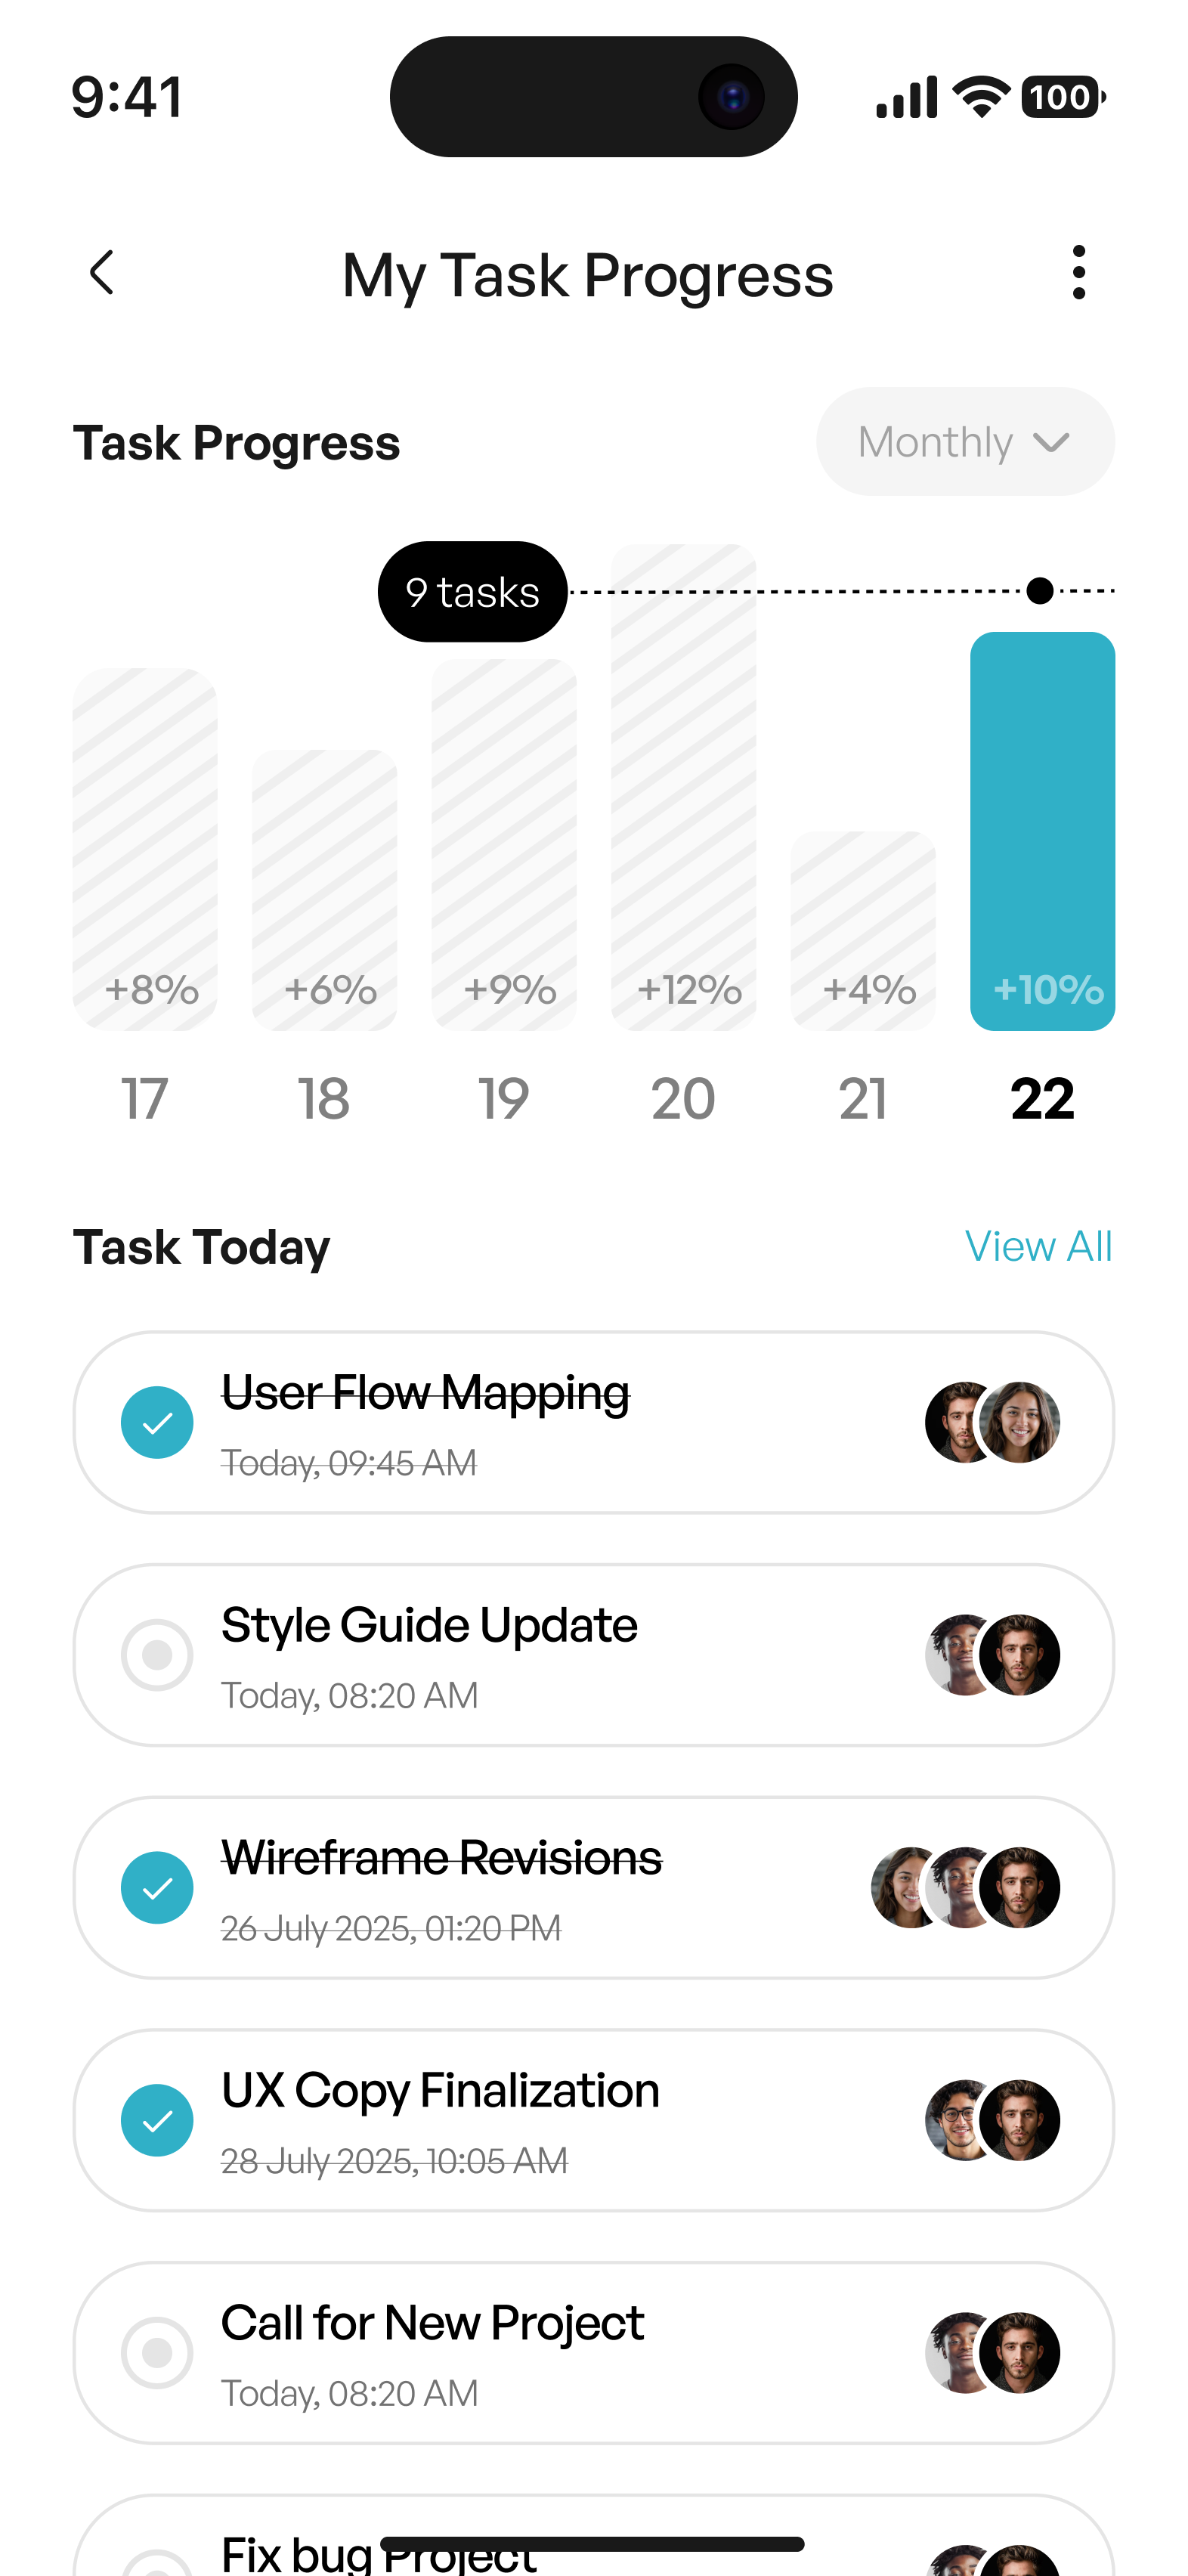 9:41
100
My Task Progress
Task Progress
Monthly
9 tasks
+8%
+6%
+9%
+12%
+4%
+10%
17
18
19
20
21
22
Task Today
View All
User Flow Mapping
Today, 09:45 AM
Style Guide Update
Today, 08:20 AM
Wireframe Revisions
26 July 2025, 01:20 PM
UX Copy Finalization
28 July 2025, 10:05 AM
Call for New Project
Today, 08:20 AM
Fix bug Project